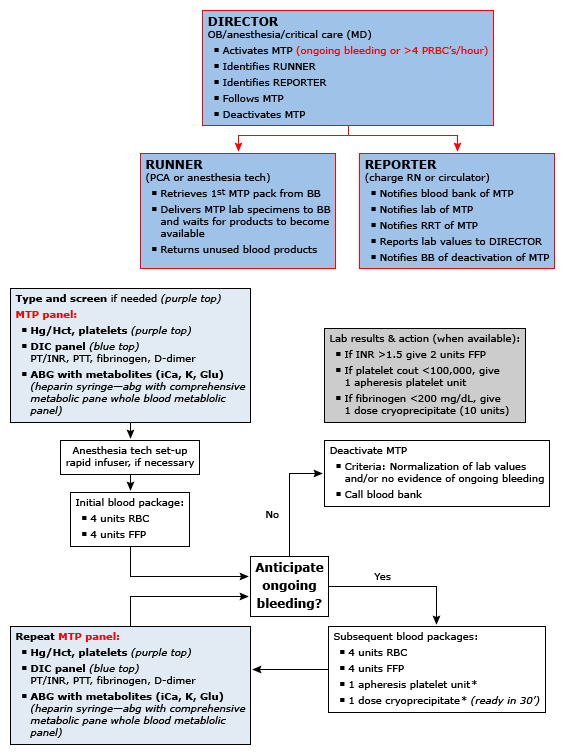 DIRECTOR
OB/anesthesia/critical care (MD)
▪ Activates MTP (ongoing bleeding or >4 PRBC's/hour)
▪ Identifies RUNNER
▪ Identifies REPORTER
▪ Follows MTP
▪ Deactivates MTP
RUNNER
(PCA or anesthesia tech)
▪ Retrieves 1st MTP pack from BB
▪ Delivers MTP lab specimens to BB
and waits for products to become
available
▪ Returns unused blood products
REPORTER
(charge RN or circulator)
▪ Notifies blood bank of MTP
▪ Notifies lab of MTP
▪ Notifies RRT of MTP
▪ Reports lab values to DIRECTOR
▪ Notifies BB of deactivation of MTP
Type and screen if needed (purple top)
MTP panel:
▪ Hg/Hct, platelets (purple top)
▪ DIC panel (blue top)
PT/INR, PTT, fibrinogen, D-dimer
▪ ABG with metabolites (iCa, K, Glu)
(heparin syringe—abg with comprehensive
metabolic pane whole blood metablolic
panel)
Lab results & action (when available):
▪ If INR >1.5 give 2 units FFP
▪ If platelet cout <100,000, give
1 apheresis platelet unit
▪ If fibrinogen <200 mg/dL, give
1 dose cryoprecipitate (10 units)
Anesthesia tech set-up
rapid infuser, if necessary
Deactivate MTP
▪ Criteria: Normalization of lab values
and/or no evidence of ongoing bleeding
▪ Call blood bank
Initial blood package:
▪ 4 units RBC
▪ 4 units FFP
No
Anticipate
ongoing
bleeding?
Yes
Repeat MTP panel:
▪ Hg/Hct, platelets (purple top)
▪ DIC panel (blue top)
PT/INR, PTT, fibrinogen, D-dimer
▪ ABG with metabolites (iCa, K, Glu)
(heparin syringe—abg with comprehensive
metabolic pane whole blood metablolic
panel)
Subsequent blood packages:
▪ 4 units RBC
▪ 4 units FFP
▪ 1 apheresis platelet unit*
▪ 1 dose cryoprecipitate* (ready in 30')